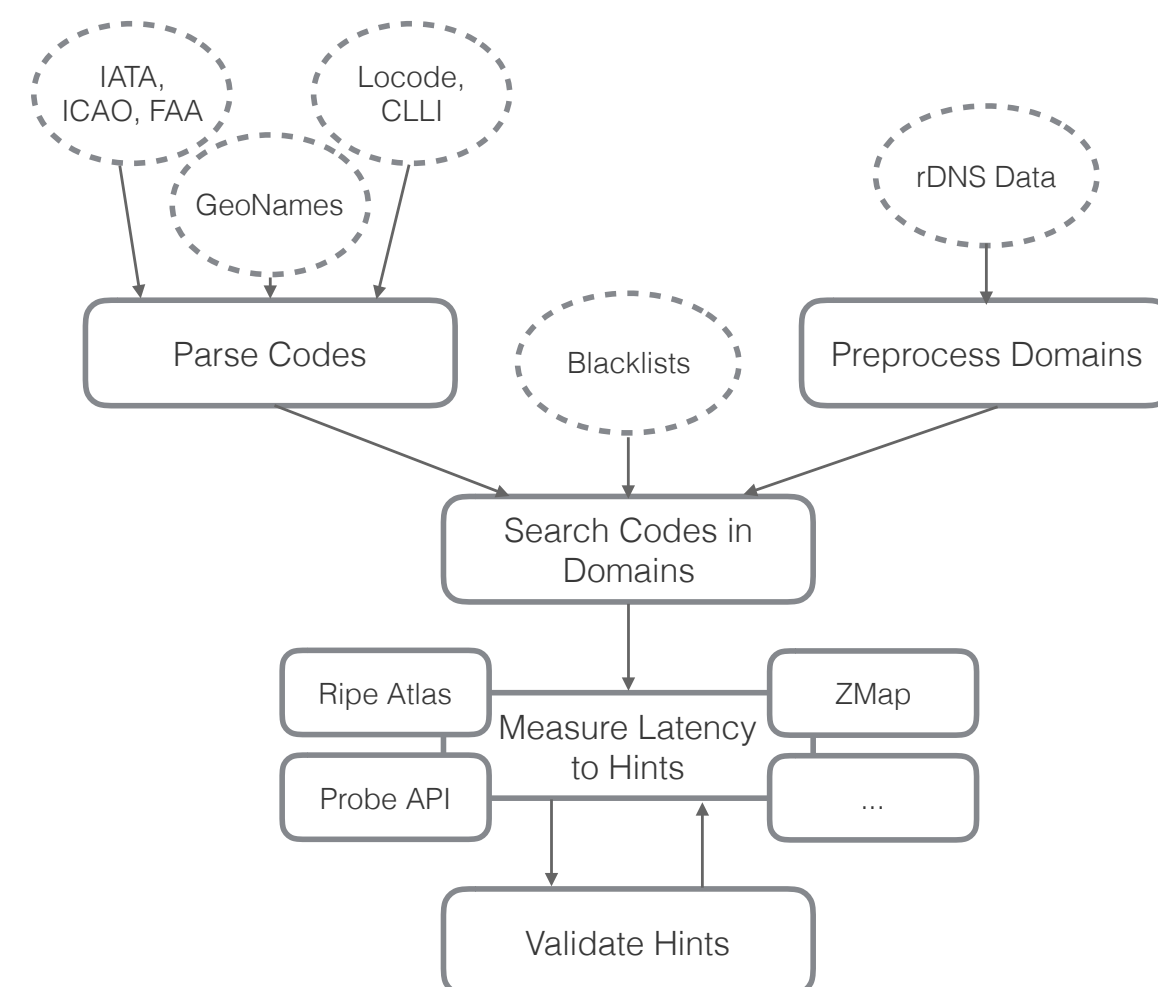 IATA,
ICAO, FAA
Locode,
CLLI
GeoNames
rDNS Data
Parse Codes
Blacklists
Preprocess Domains
Search Codes in
Domains
Ripe Atlas
ZMap
Measure Latency
to Hints
Probe API
...
Validate Hints